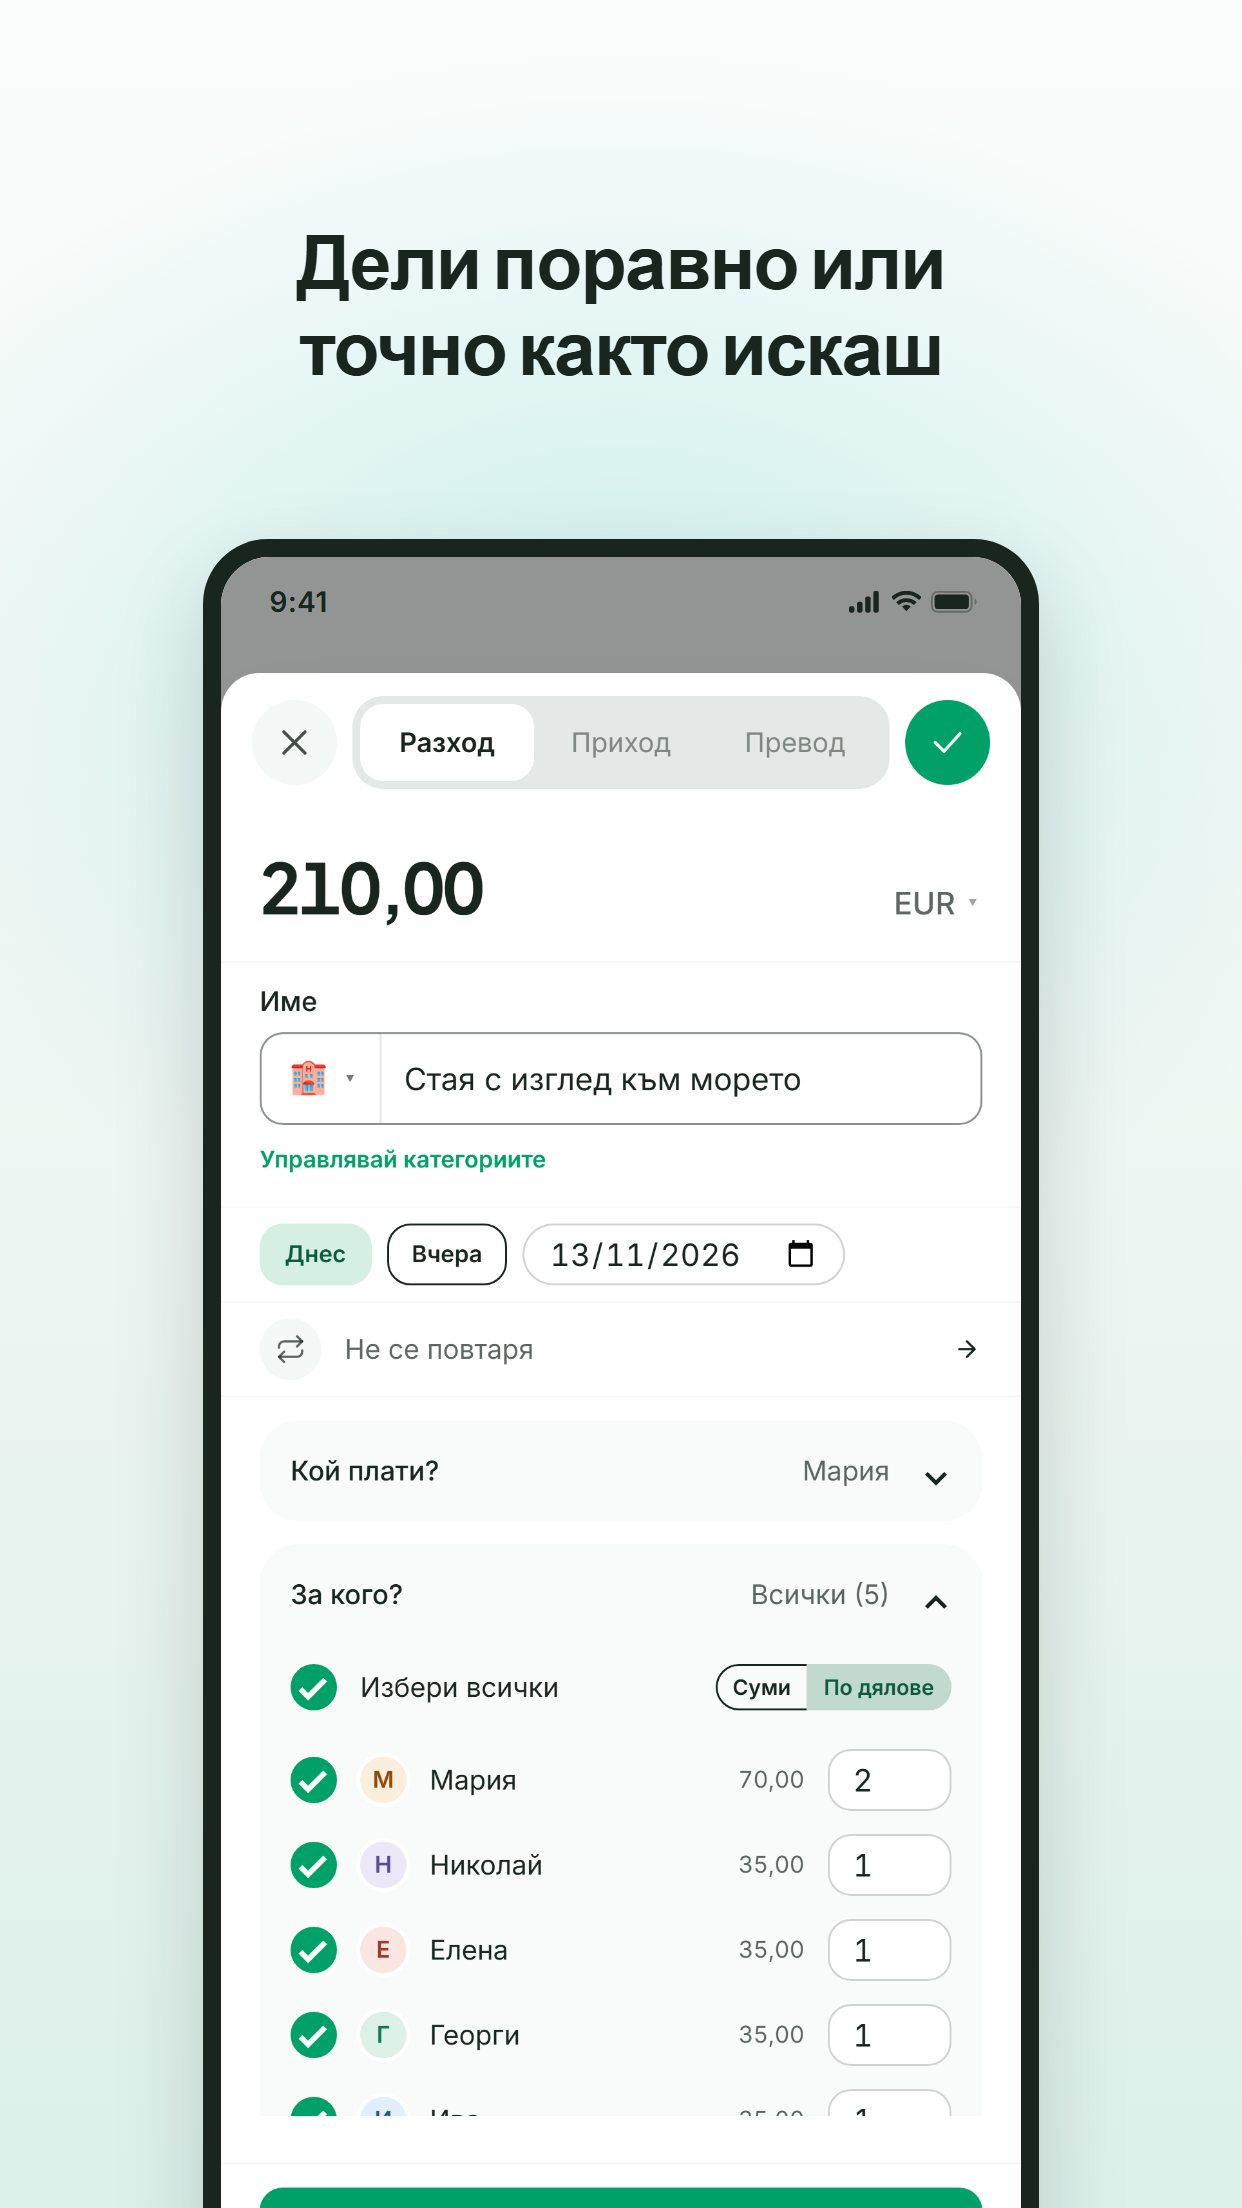 Дели поравно или
точно както искаш
9:41
Разход
Приход
Превод
210,00
EUR
Име
Стая с изглед към морето
Управлявай категориите
Днес
Вчера
13/11/2026
Не се повтаря
Кой плати?
Мария
За кого?
Всички (5)
Избери всички
Суми
По дялове
М
Мария
70,00
2
Н
Николай
35,00
1
Е
Елена
35,00
1
Г
Георги
35,00
1